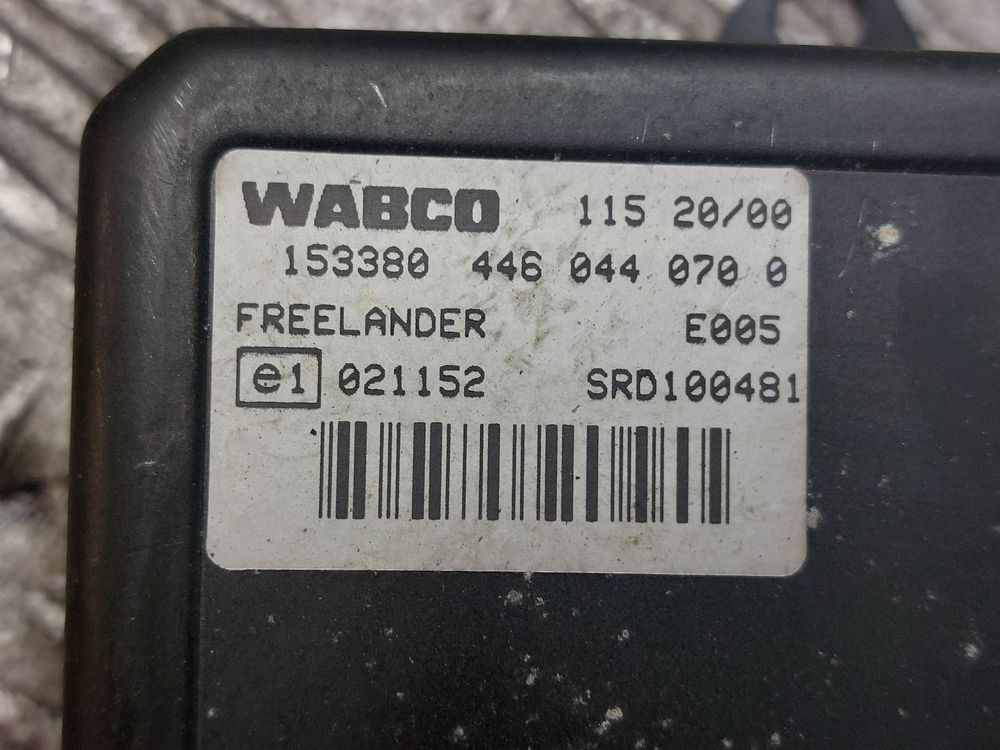 WABCO 115 20/00
153380 446 044 070 0
FREELANDER E005
e1 021152 SRD100481